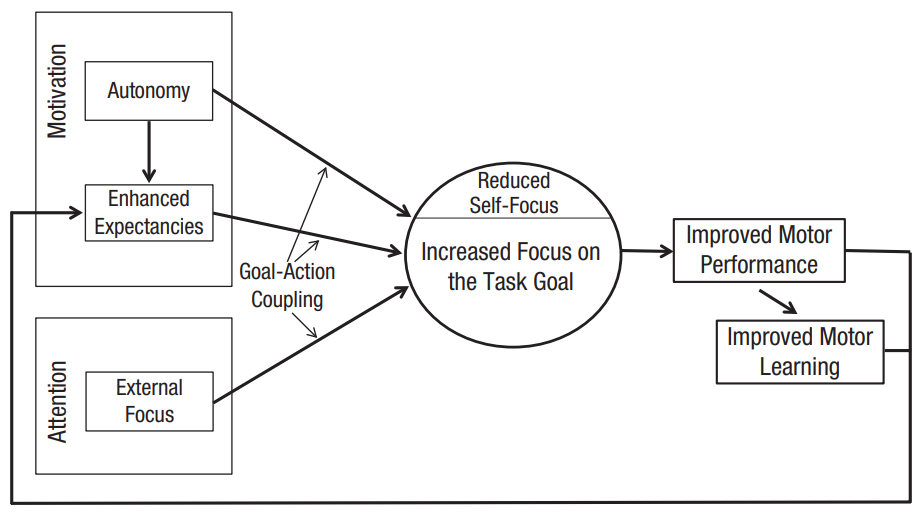 Motivation
Autonomy
Enhanced
Expectancies
Goal-Action
Coupling
Attention
External
Focus
Reduced
Self-Focus
Increased Focus on
the Task Goal
Improved Motor
Performance
Improved Motor
Learning